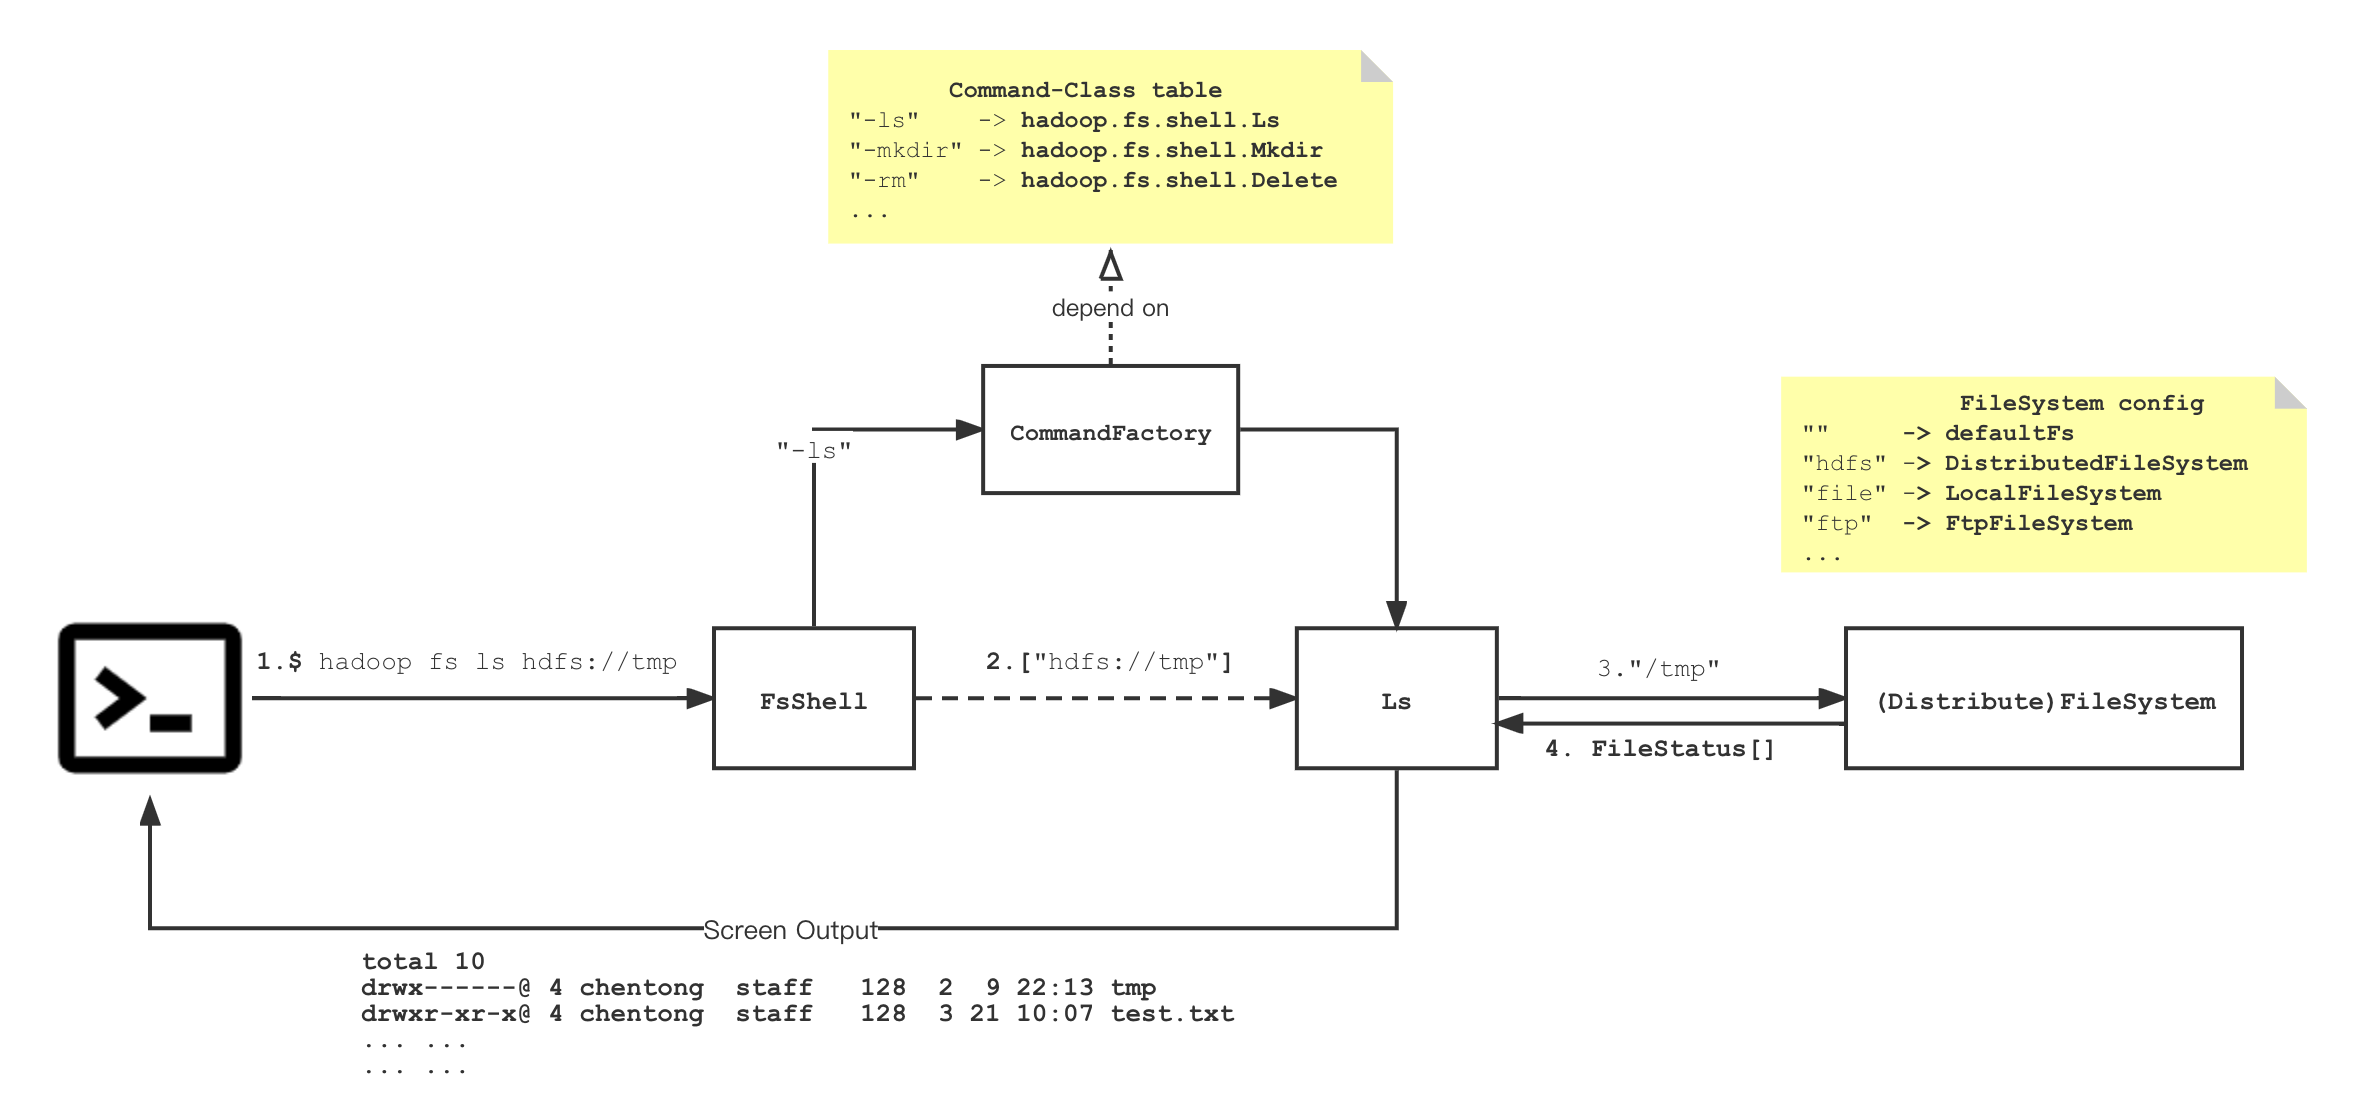 Command-Class table
"-ls" -> hadoop.fs.shell.Ls
"-mkdir" -> hadoop.fs.shell.Mkdir
"-rm" -> hadoop.fs.shell.Delete
...
depend on
CommandFactory
"-ls"
FileSystem config
"" -> defaultFs
"hdfs" -> DistributedFileSystem
"file" -> LocalFileSystem
"ftp" -> FtpFileSystem
...
>_
1.$ hadoop fs ls hdfs://tmp
FsShell
2.["hdfs://tmp"]
Ls
3."/tmp"
4. FileStatus[]
(Distribute)FileSystem
Screen Output
total 10
drwx------@ 4 chentong staff 128 2 9 22:13 tmp
drwxr-xr-x@ 4 chentong staff 128 3 21 10:07 test.txt
... ...
... ...